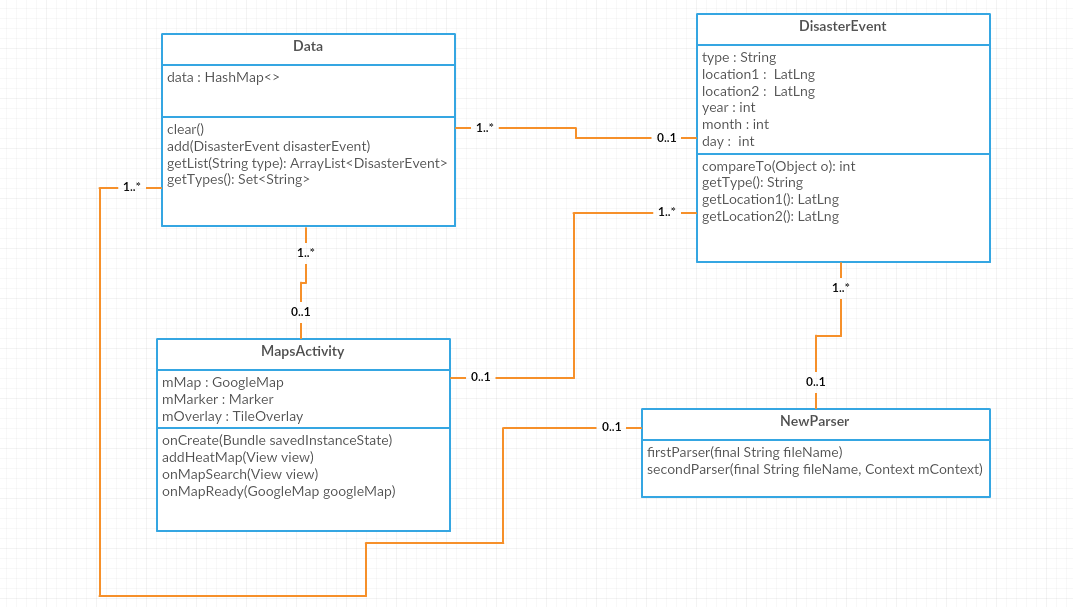 Data
data : HashMap<>
clear()
add(DisasterEvent disasterEvent)
getList(String type): ArrayList<DisasterEvent>
getTypes(): Set<String>
DisasterEvent
type : String
location1 : LatLng
location2 : LatLng
year : int
month : int
day : int
compareTo(Object o): int
getType(): String
getLocation1(): LatLng
getLocation2(): LatLng
1..*
0..1
1..*
1..*
1..*
0..1
1..*
0..1
MapsActivity
mMap : GoogleMap
mMarker : Marker
mOverlay : TileOverlay
onCreate(Bundle savedInstanceState)
addHeatMap(View view)
onMapSearch(View view)
onMapReady(GoogleMap googleMap)
0..1
0..1
NewParser
firstParser(final String fileName)
secondParser(final String fileName, Context mContext)